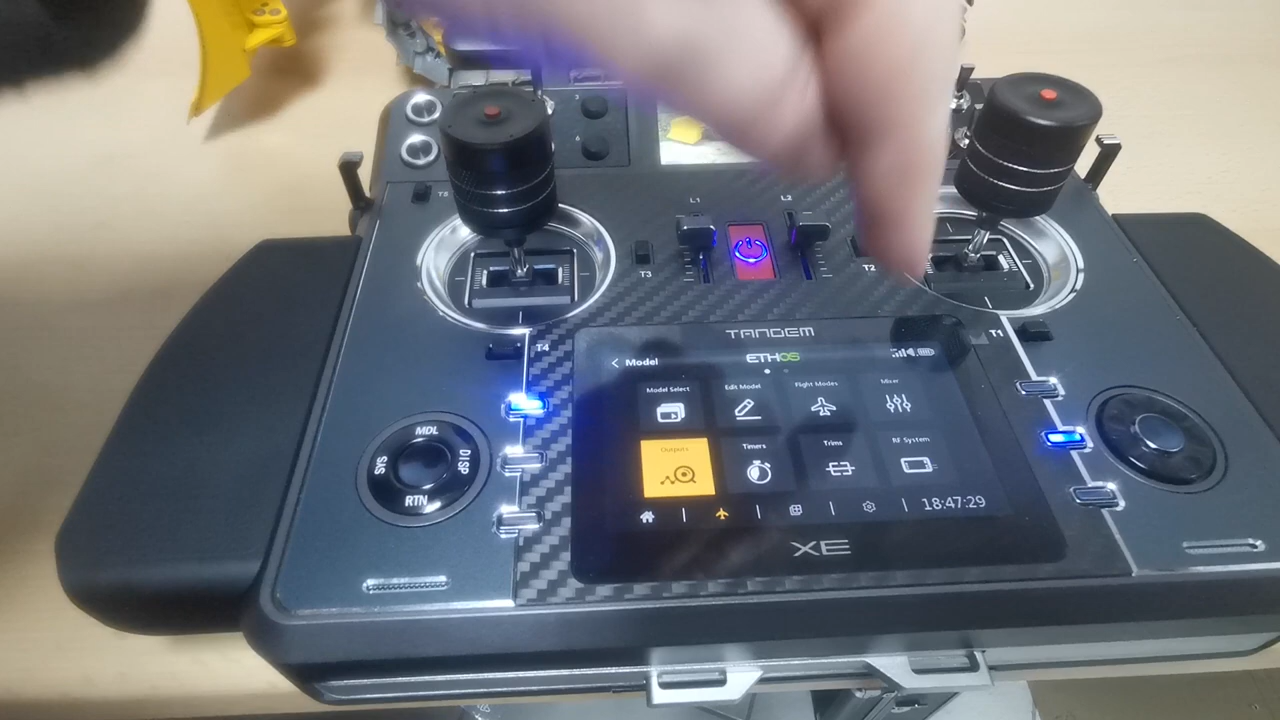 T5
L1
L2
T3
T2
TANDEM
T4
T1
< Model
ETHOS
Model Select
Edit Model
Flight Modes
Mixer
Outputs
Timers
Trims
RF System
18:47:29
MDL
SYS
DISP
RTN
XE